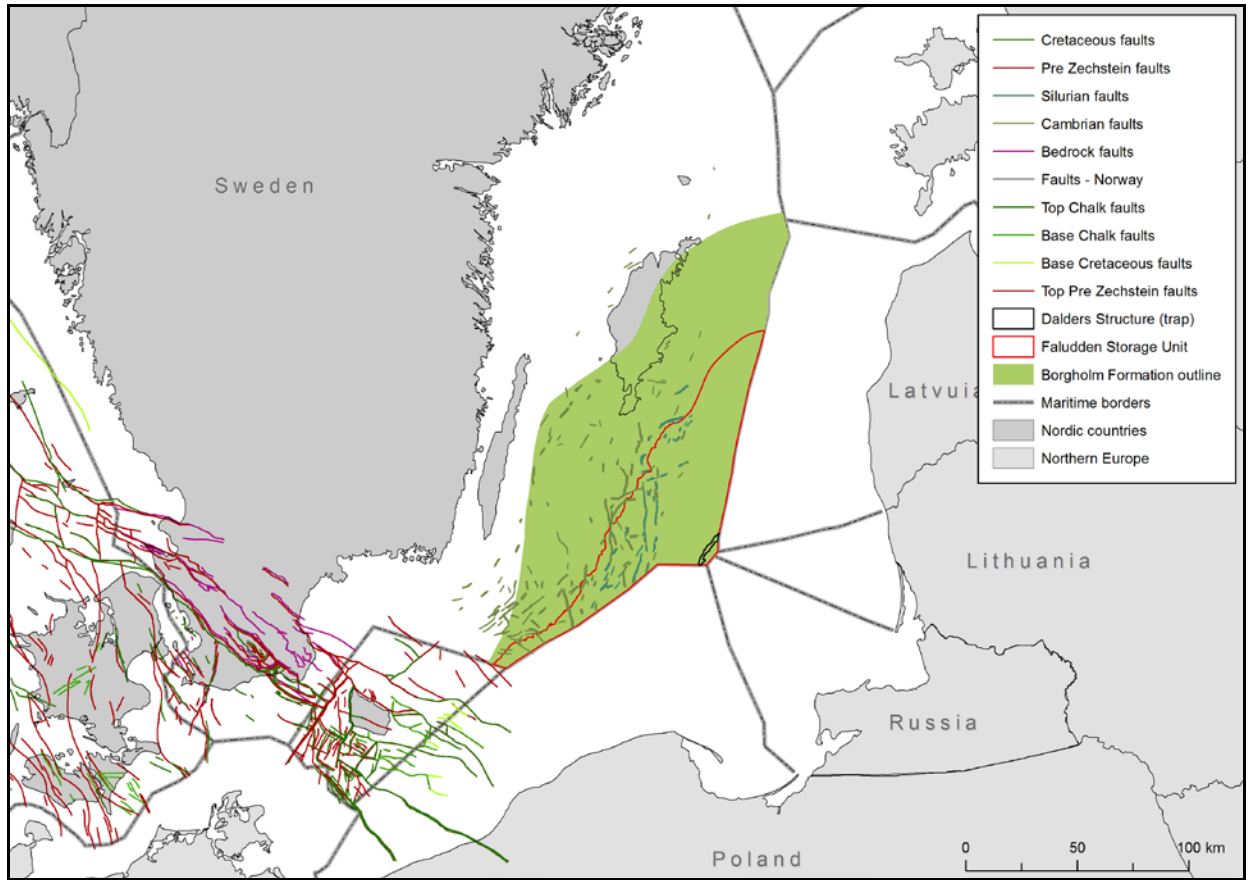 Cretaceous faults
Pre Zechstein faults
Silurian faults
Cambrian faults
Bedrock faults
Faults - Norway
Top Chalk faults
Base Chalk faults
Base Cretaceous faults
Top Pre Zechstein faults
Dalders Structure (trap)
Faludden Storage Unit
Borgholm Formation outline
Maritime borders
Nordic countries
Northern Europe
Sweden
Latvuia
Lithuania
Russia
Poland
0 50 100 km